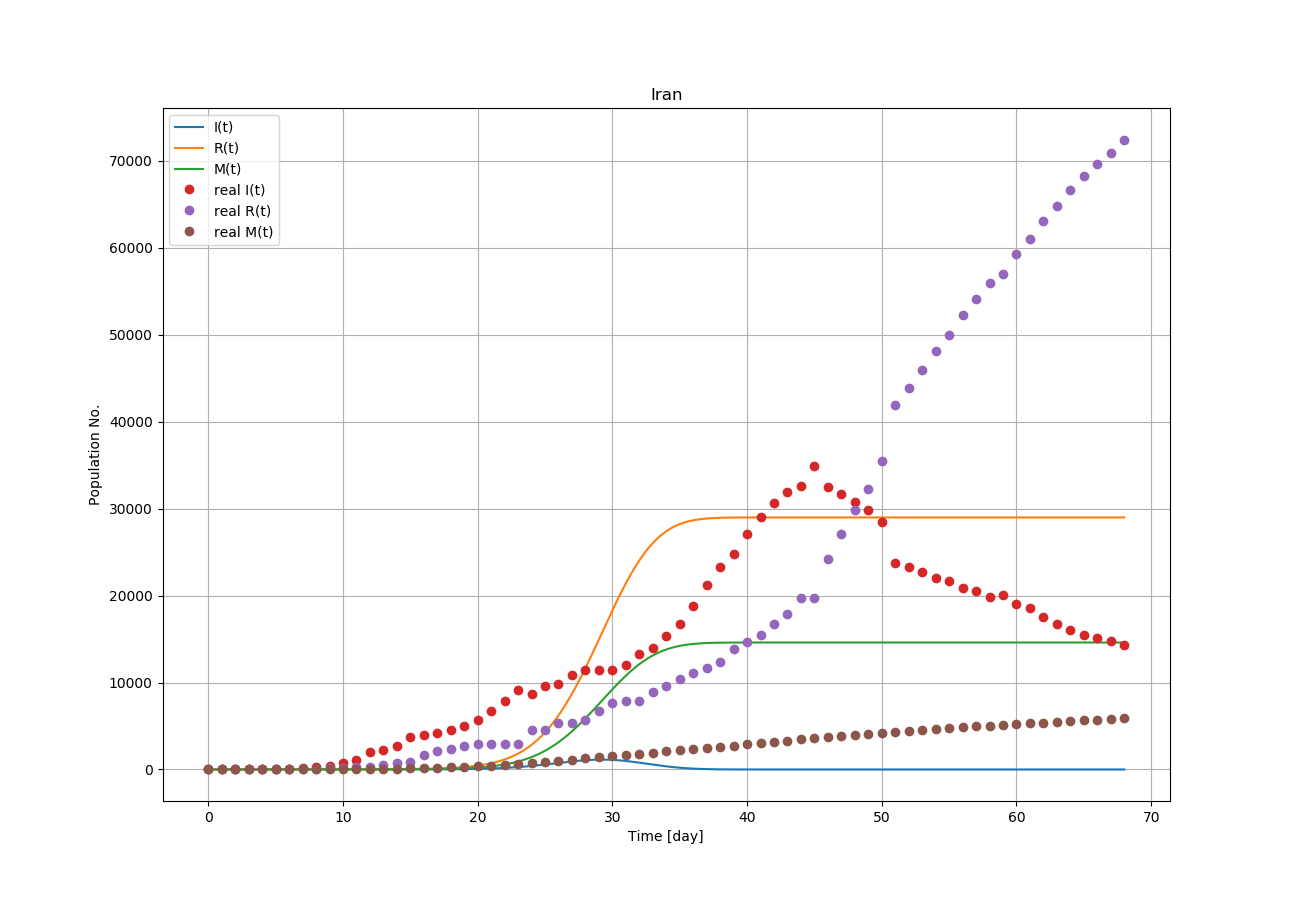 Iran
I(t)
R(t)
M(t)
real I(t)
real R(t)
real M(t)
70000
60000
50000
40000
30000
20000
10000
0
Population No.
0 10 20 30 40 50 60 70
Time [day]